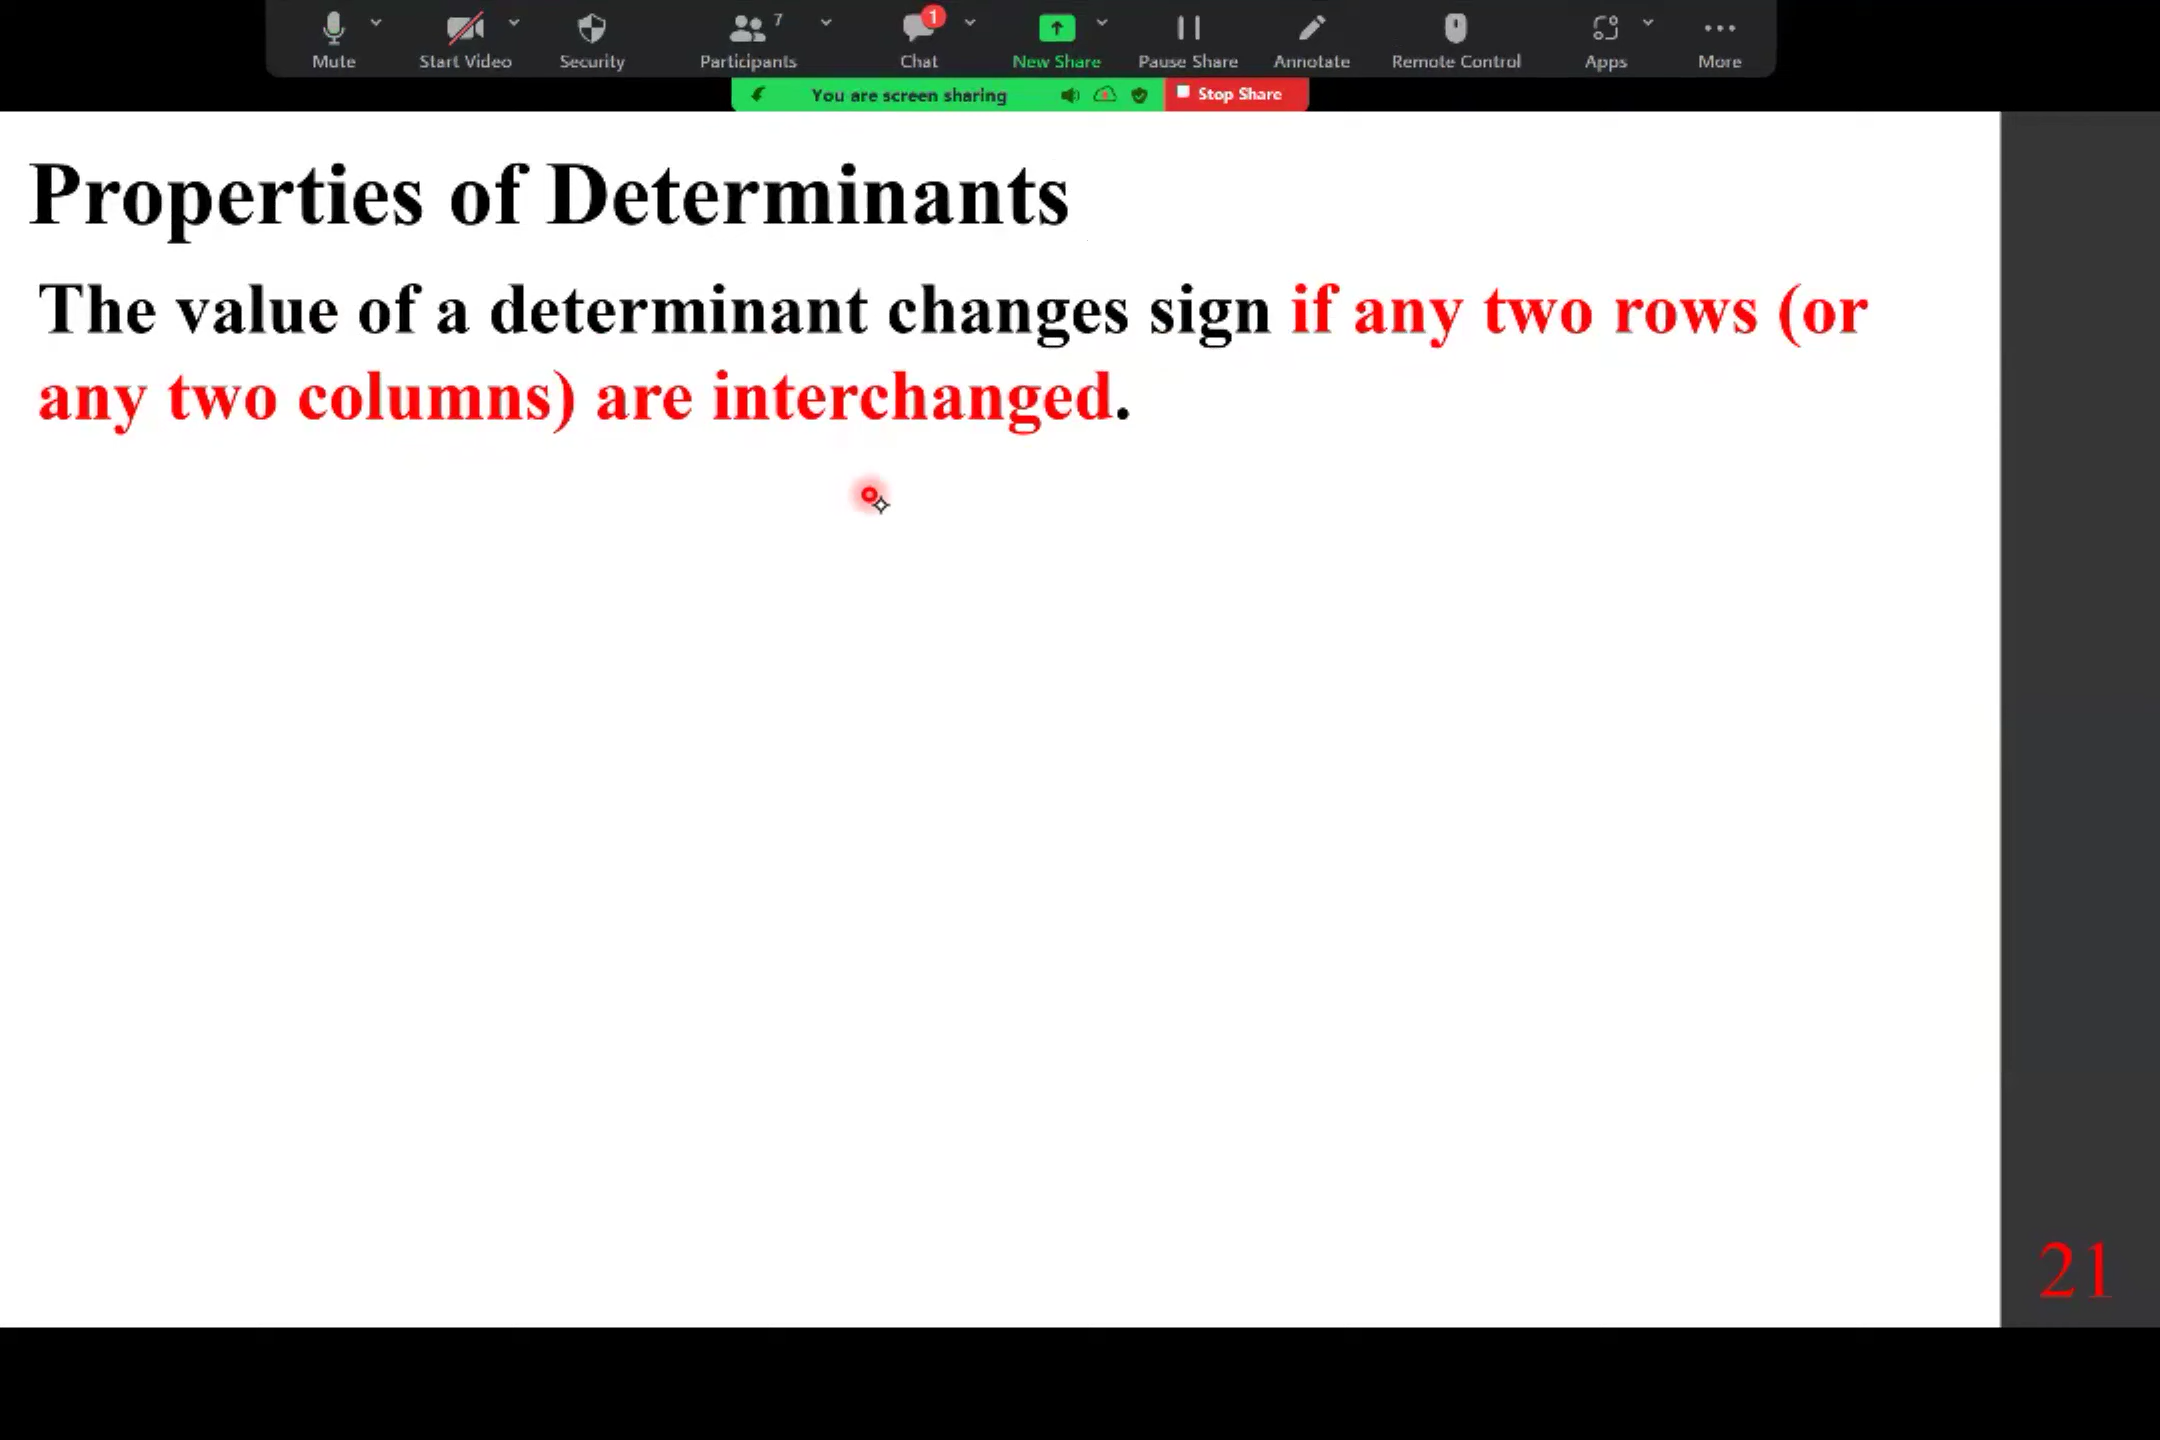 7
1
Mute Start Video Security Participants Chat New Share Pause Share Annotate Remote Control Apps More
You are screen sharing Stop Share
Properties of Determinants
The value of a determinant changes sign if any two rows (or
any two columns) are interchanged.
21